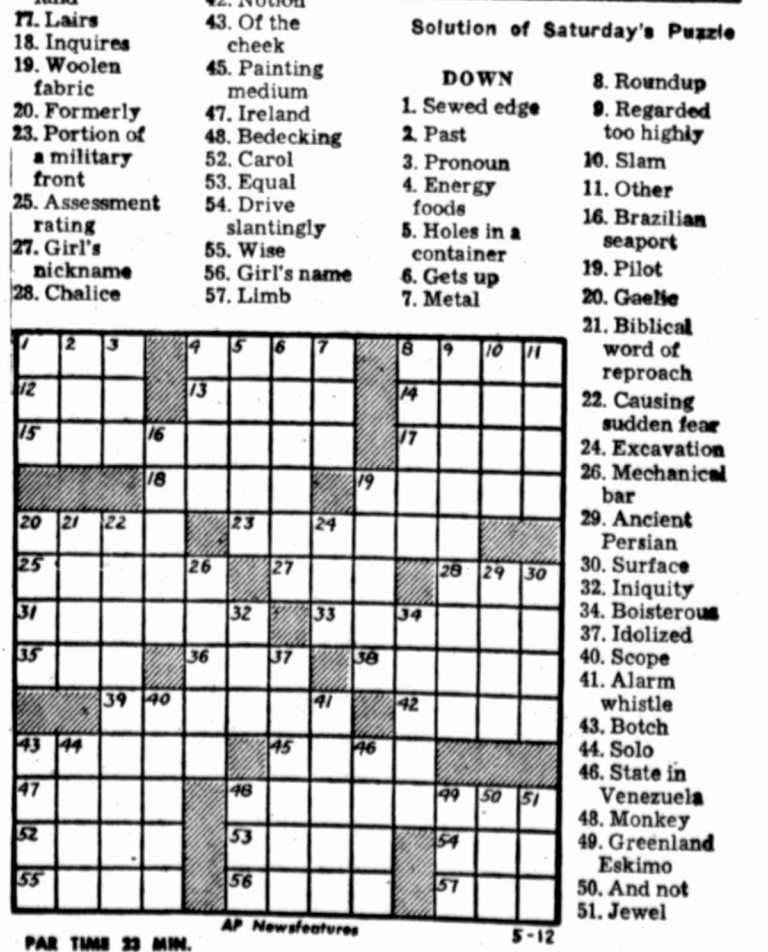 land
17. Lairs
18. Inquires
19. Woolen
fabric
20. Formerly
23. Portion of
a military
front
25. Assessment
rating
27. Girl's
nickname
28. Chalice
42. Notion
43. Of the
cheek
45. Painting
medium
47. Ireland
48. Bedecking
52. Carol
53. Equal
54. Drive
slantingly
55. Wise
56. Girl's name
57. Limb
Solution of Saturday's Puzzle
DOWN
1. Sewed edge
2. Past
3. Pronoun
4. Energy
foods
5. Holes in a
container
6. Gets up
7. Metal
8. Roundup
9. Regarded
too highly
10. Slam
11. Other
16. Brazilian
seaport
19. Pilot
20. Gaelic
21. Biblical
word of
reproach
22. Causing
sudden fear
24. Excavation
26. Mechanical
bar
29. Ancient
Persian
30. Surface
32. Iniquity
34. Boisterous
37. Idolized
40. Scope
41. Alarm
whistle
43. Botch
44. Solo
46. State in
Venezuela
48. Monkey
49. Greenland
Eskimo
50. And not
51. Jewel
1 2 3 4 5 6 7 8 9 10 11
12 13 14
15 16 17
18 19
20 21 22 23 24
25 26 27 28 29 30
31 32 33 34
35 36 37 38
39 40 41 42
43 44 45 46
47 48 49 50 51
52 53 54
55 56 57
PAR TIME 23 MIN.
AP Newsfeatures
5-12